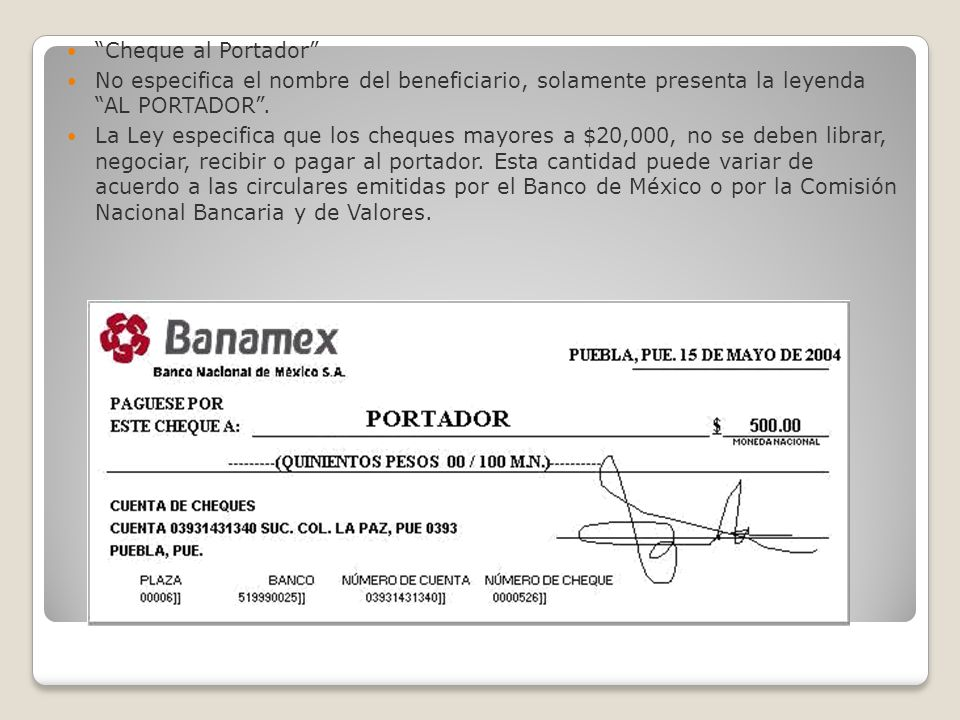 “Cheque al Portador”
No especifica el nombre del beneficiario, solamente presenta la leyenda
“AL PORTADOR”.
La Ley especifica que los cheques mayores a $20,000, no se deben librar,
negociar, recibir o pagar al portador. Esta cantidad puede variar de
acuerdo a las circulares emitidas por el Banco de México o por la Comisión
Nacional Bancaria y de Valores.
Banamex
Banco Nacional de México S.A.
PUEBLA, PUE. 15 DE MAYO DE 2004
PAGUESE POR
ESTE CHEQUE A: PORTADOR $ 500.00
MONEDA NACIONAL
---------(QUINIENTOS PESOS 00 / 100 M.N.)----------
CUENTA DE CHEQUES
CUENTA 03931431340 SUC. COL. LA PAZ, PUE 0393
PUEBLA, PUE.
PLAZA BANCO NÚMERO DE CUENTA NÚMERO DE CHEQUE
00006]] 519990025]] 03931431340]] 0000526]]